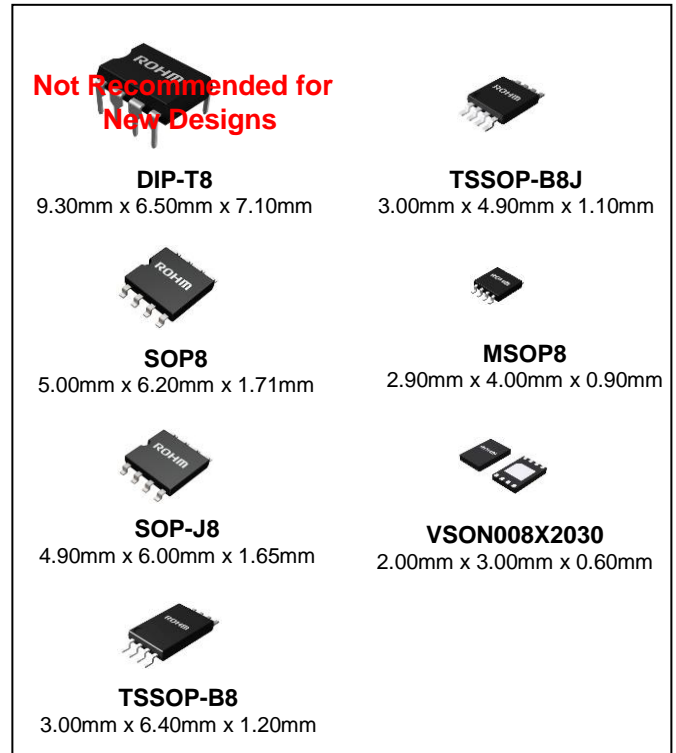 ROHM
Not Recommended for
New Designs
DIP-T8
9.30mm x 6.50mm x 7.10mm
ROHM
TSSOP-B8J
3.00mm x 4.90mm x 1.10mm
ROHM
SOP8
5.00mm x 6.20mm x 1.71mm
ROHM
MSOP8
2.90mm x 4.00mm x 0.90mm
ROHM
SOP-J8
4.90mm x 6.00mm x 1.65mm
VSON008X2030
2.00mm x 3.00mm x 0.60mm
ROHM
TSSOP-B8
3.00mm x 6.40mm x 1.20mm